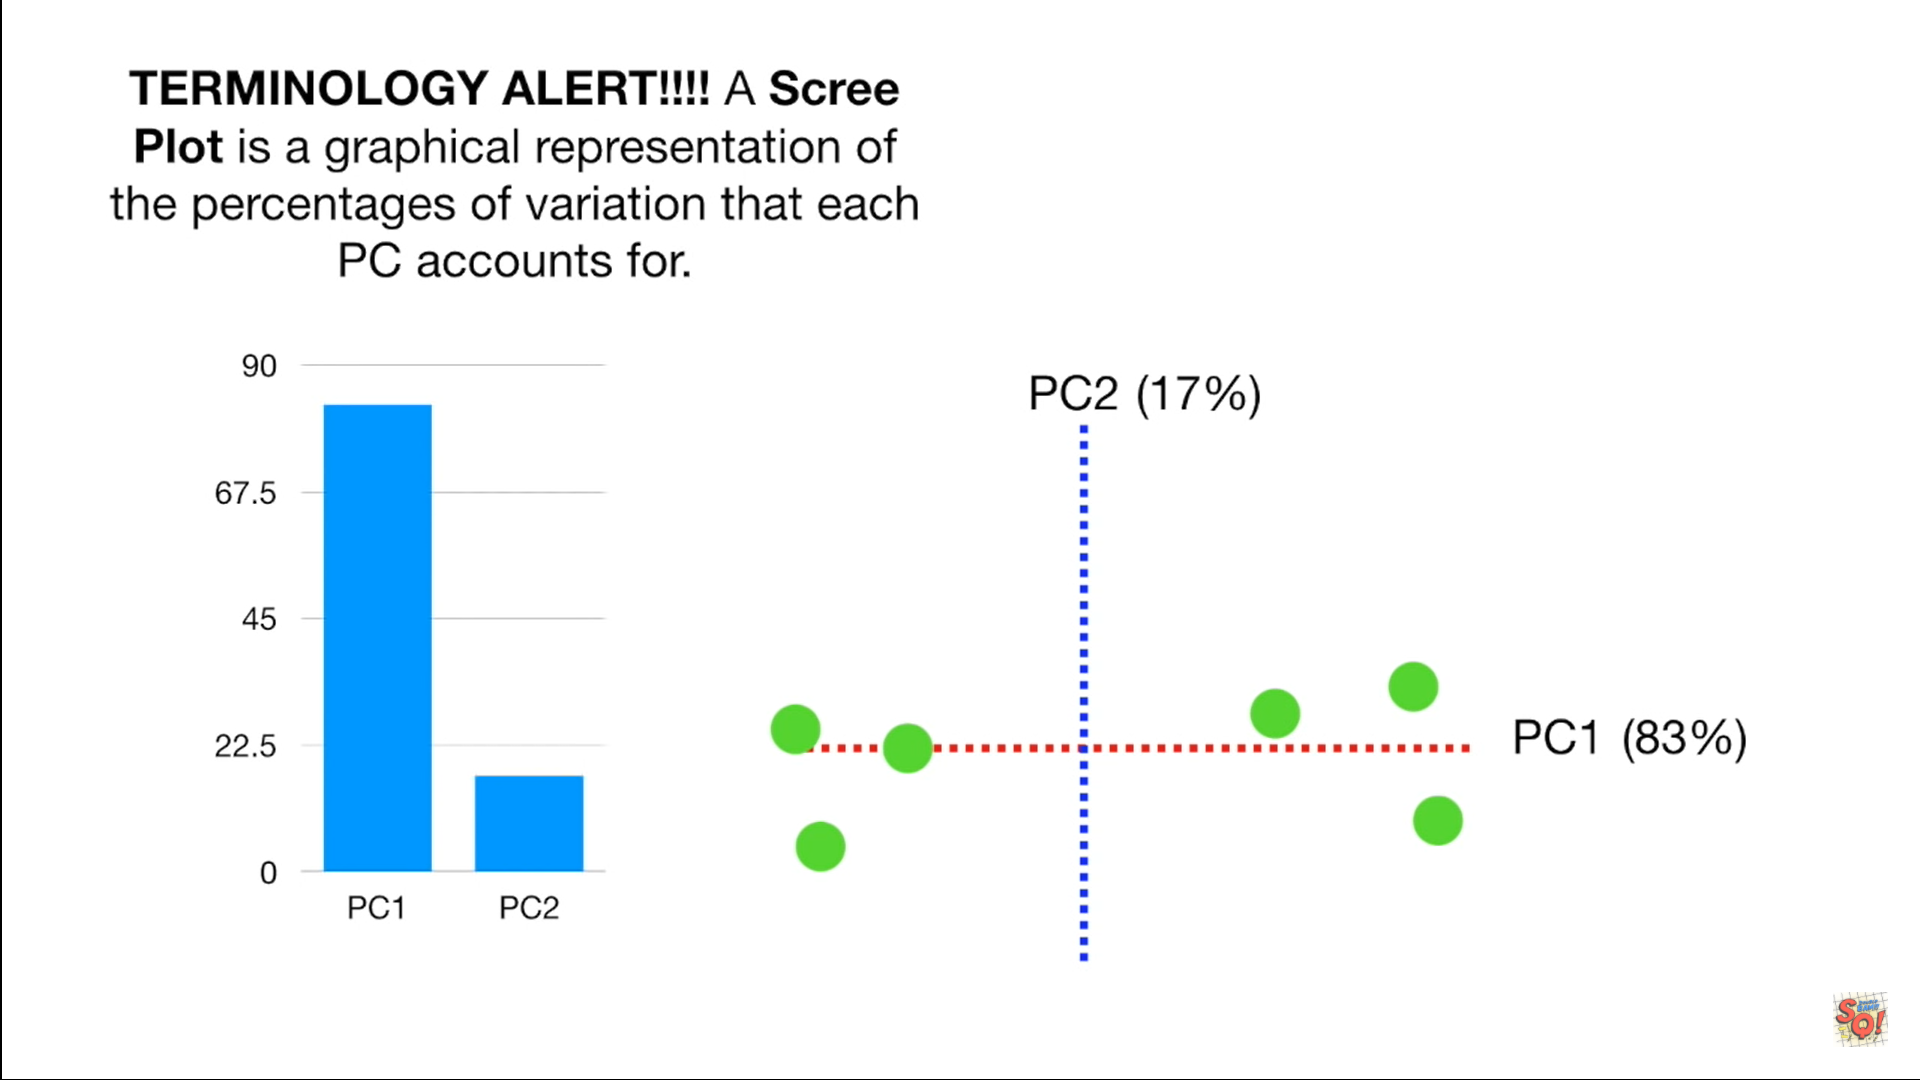 TERMINOLOGY ALERT!!!! A Scree
Plot is a graphical representation of
the percentages of variation that each
PC accounts for.
90
67.5
45
22.5
0
PC1
PC2
PC2 (17%)
PC1 (83%)
SQ!